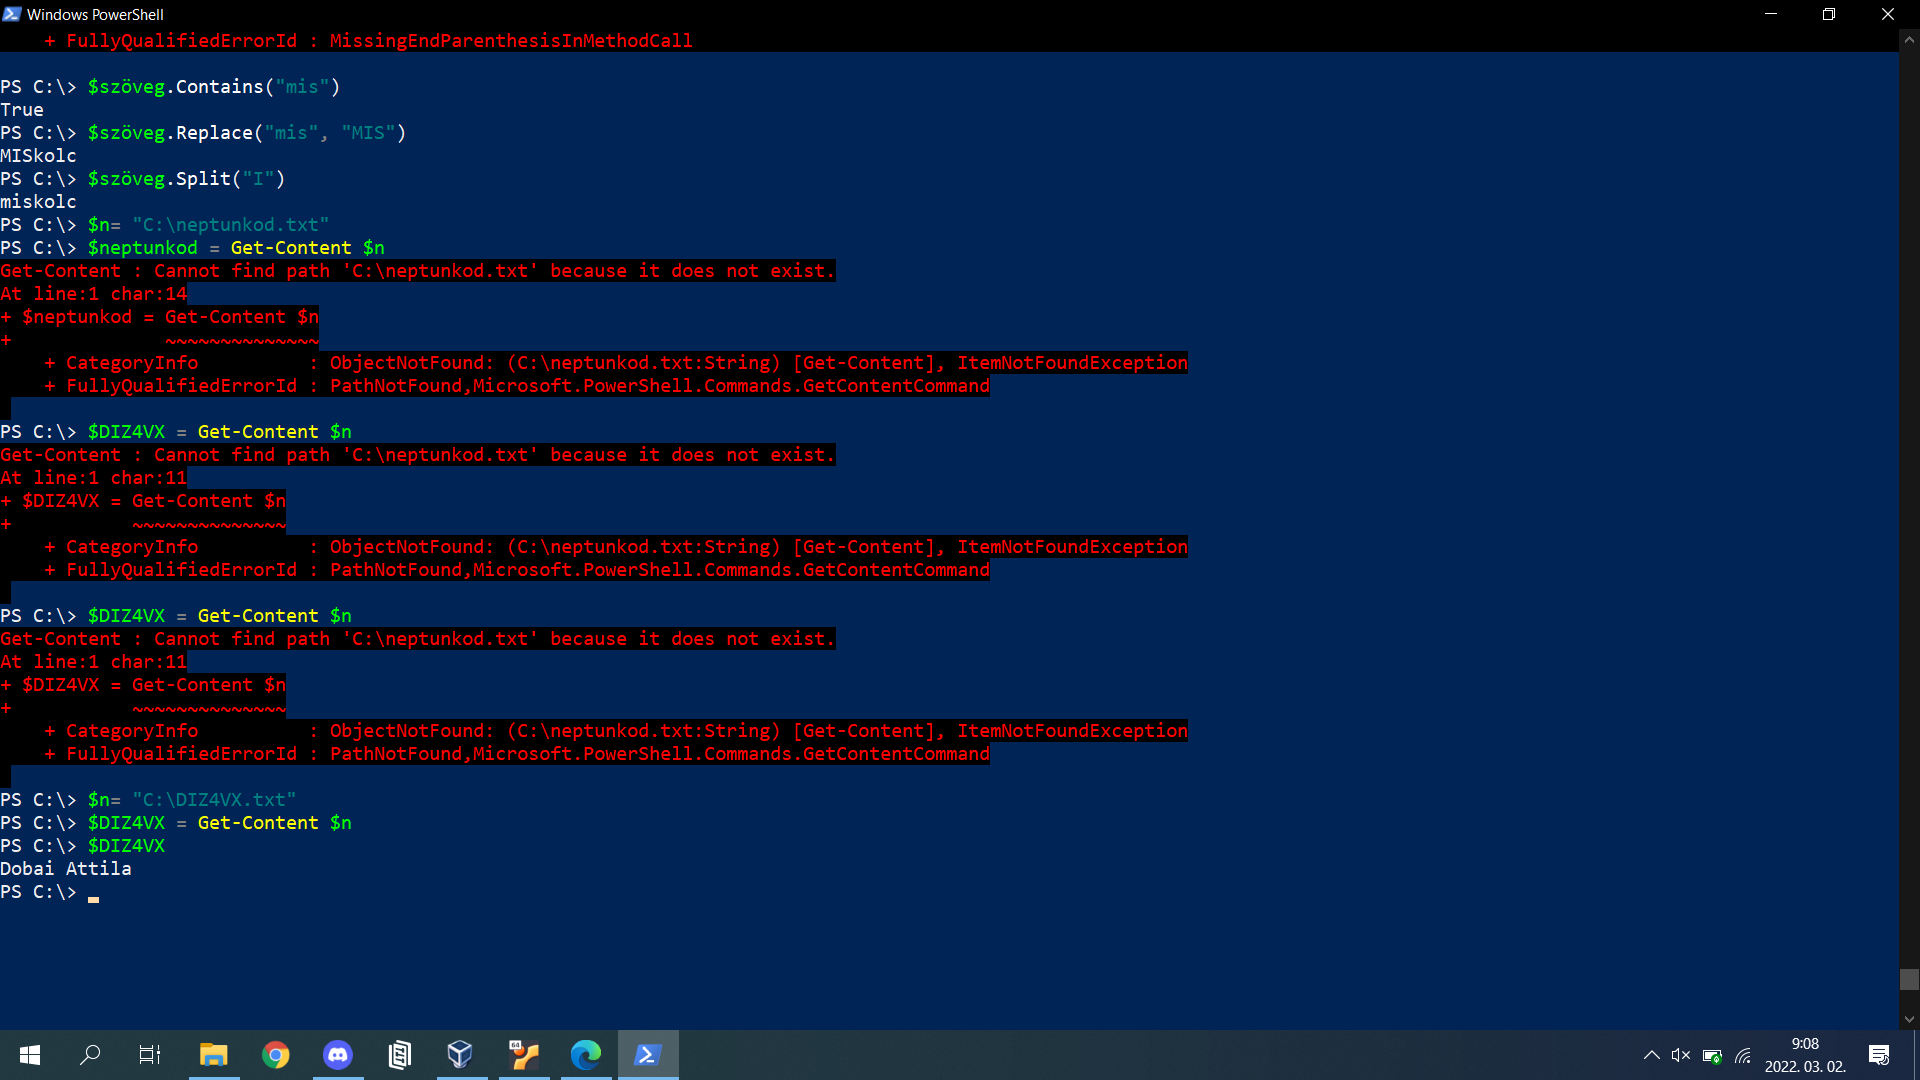 Windows PowerShell
    + FullyQualifiedErrorId : MissingEndParenthesisInMethodCall
PS C:\> $szöveg.Contains("mis")
True
PS C:\> $szöveg.Replace("mis", "MIS")
MISkolc
PS C:\> $szöveg.Split("I")
miskolc
PS C:\> $n= "C:\neptunkod.txt"
PS C:\> $neptunkod = Get-Content $n
Get-Content : Cannot find path 'C:\neptunkod.txt' because it does not exist.
At line:1 char:14
+ $neptunkod = Get-Content $n
+              ~~~~~~~~~~~~~~
    + CategoryInfo          : ObjectNotFound: (C:\neptunkod.txt:String) [Get-Content], ItemNotFoundException
    + FullyQualifiedErrorId : PathNotFound,Microsoft.PowerShell.Commands.GetContentCommand
PS C:\> $DIZ4VX = Get-Content $n
Get-Content : Cannot find path 'C:\neptunkod.txt' because it does not exist.
At line:1 char:11
+ $DIZ4VX = Get-Content $n
+           ~~~~~~~~~~~~~~
    + CategoryInfo          : ObjectNotFound: (C:\neptunkod.txt:String) [Get-Content], ItemNotFoundException
    + FullyQualifiedErrorId : PathNotFound,Microsoft.PowerShell.Commands.GetContentCommand
PS C:\> $DIZ4VX = Get-Content $n
Get-Content : Cannot find path 'C:\neptunkod.txt' because it does not exist.
At line:1 char:11
+ $DIZ4VX = Get-Content $n
+           ~~~~~~~~~~~~~~
    + CategoryInfo          : ObjectNotFound: (C:\neptunkod.txt:String) [Get-Content], ItemNotFoundException
    + FullyQualifiedErrorId : PathNotFound,Microsoft.PowerShell.Commands.GetContentCommand
PS C:\> $n= "C:\DIZ4VX.txt"
PS C:\> $DIZ4VX = Get-Content $n
PS C:\> $DIZ4VX
Dobai Attila
PS C:\>
64
9:08
2022. 03. 02.